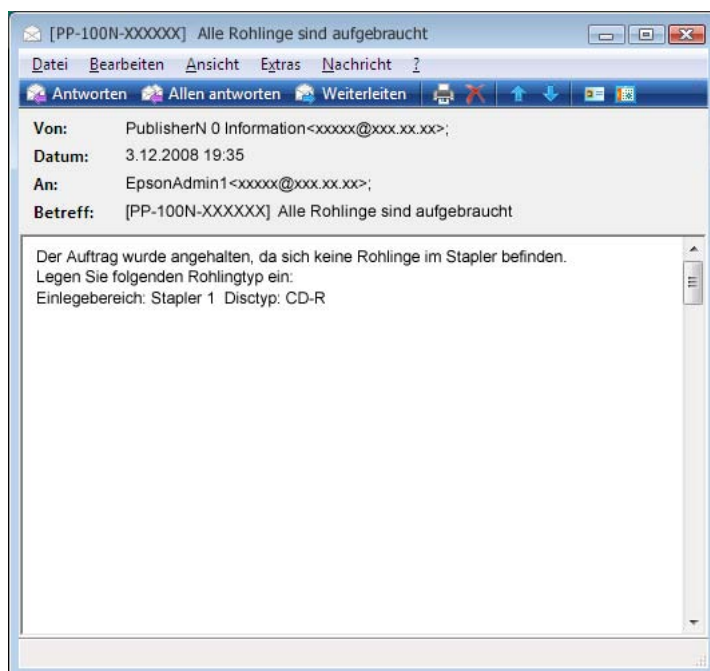 [PP-100N-XXXXXX] Alle Rohlinge sind aufgebraucht
Datei Bearbeiten Ansicht Extras Nachricht ?
Antworten Allen antworten Weiterleiten
Von: PublisherN 0 Information<xxxxx@xxx.xx.xx>;
Datum: 3.12.2008 19:35
An: EpsonAdmin1<xxxxx@xxx.xx.xx>;
Betreff: [PP-100N-XXXXXX] Alle Rohlinge sind aufgebraucht
Der Auftrag wurde angehalten, da sich keine Rohlinge im Stapler befinden.
Legen Sie folgenden Rohlingtyp ein:
Einlegebereich: Stapler 1 Disctyp: CD-R